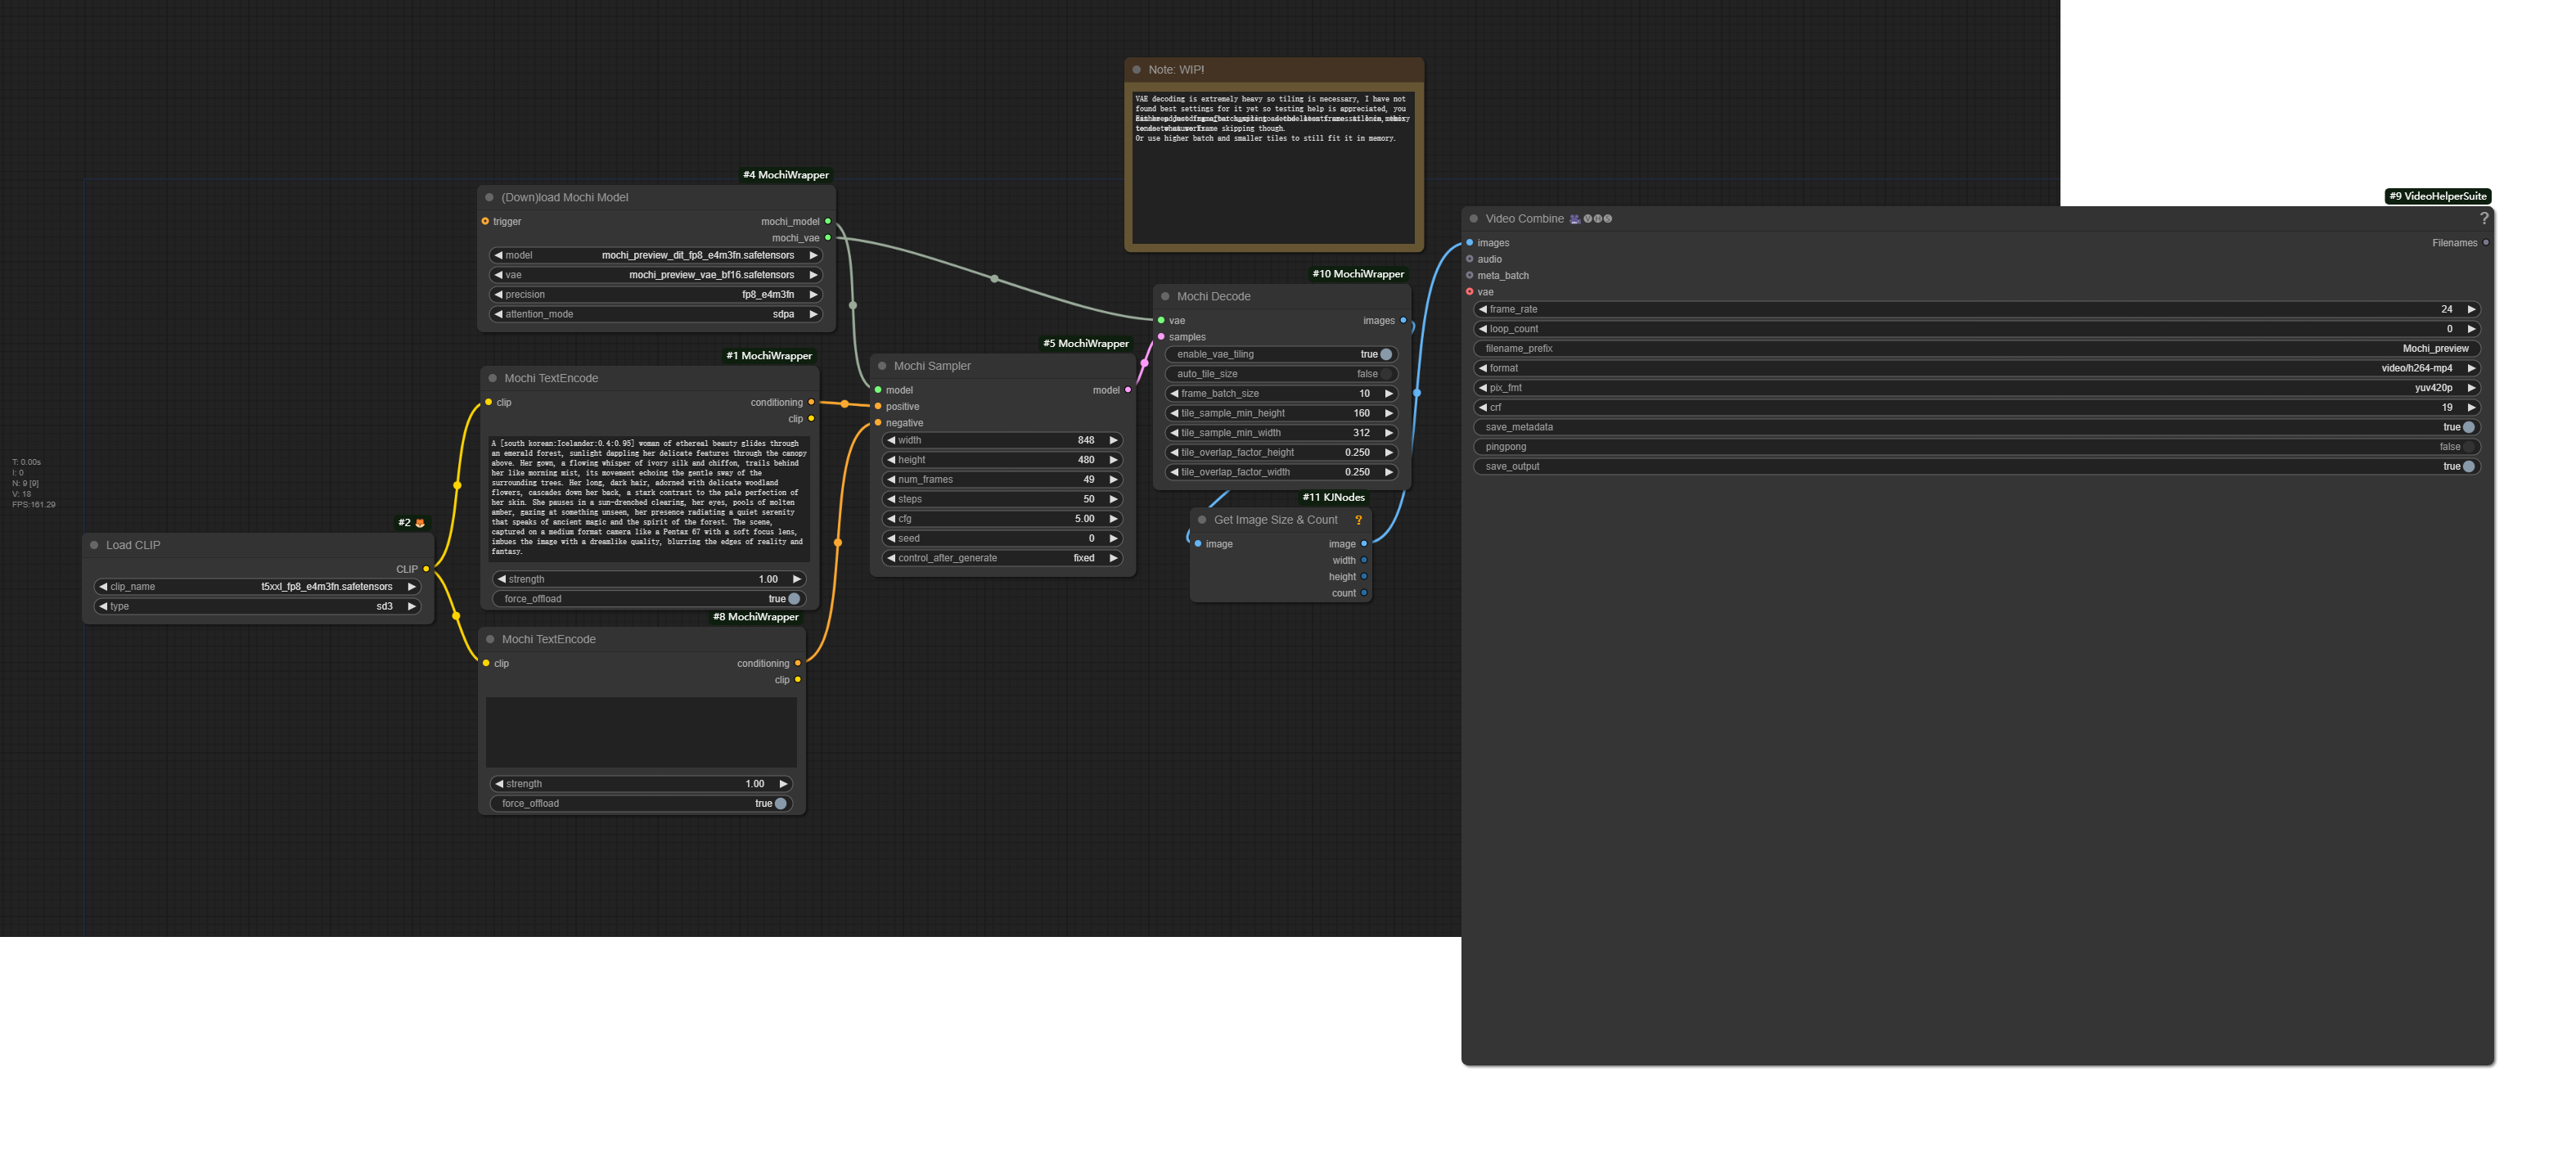 Note: WIP!
VAE decoding is extremely heavy so tiling is necessary, I have not
found best settings for it yet so testing help is appreciated, you
Or use higher batch and smaller tiles to still fit it in memory.
#4 MochiWrapper
(Down)load Mochi Model
trigger
mochi_model
mochi_vae
model mochi_preview_dit_fp8_e4m3fn.safetensors
vae mochi_preview_vae_bf16.safetensors
precision fp8_e4m3fn
attention_mode sdpa
#1 MochiWrapper
Mochi TextEncode
clip
conditioning
clip
A [south korean:Icelander:0.4:0.95] woman of ethereal beauty glides through
an emerald forest, sunlight dappling her delicate features through the canopy
above. Her gown, a flowing whisper of ivory silk and chiffon, trails behind
her like morning mist, its movement echoing the gentle sway of the
surrounding trees. Her long, dark hair, adorned with delicate woodland
flowers, cascades down her back, a stark contrast to the pale perfection of
her skin. She pauses in a sun-drenched clearing, her eyes, pools of molten
amber, gazing at something unseen, her presence radiating a quiet serenity
that speaks of ancient magic and the spirit of the forest. The scene,
captured on a medium format camera like a Pentax 67 with a soft focus lens,
imbues the image with a dreamlike quality, blurring the edges of reality and
fantasy.
strength 1.00
force_offload true
T: 0.00s
I: 0
N: 9 [9]
V: 18
FPS:161.29
#2
Load CLIP
CLIP
clip_name t5xxl_fp8_e4m3fn.safetensors
type sd3
#8 MochiWrapper
Mochi TextEncode
clip
conditioning
clip
strength 1.00
force_offload true
#5 MochiWrapper
Mochi Sampler
model
model
positive
negative
width 848
height 480
num_frames 49
steps 50
cfg 5.00
seed 0
control_after_generate fixed
#10 MochiWrapper
Mochi Decode
vae
images
samples
enable_vae_tiling true
auto_tile_size false
frame_batch_size 10
tile_sample_min_height 160
tile_sample_min_width 312
tile_overlap_factor_height 0.250
tile_overlap_factor_width 0.250
#11 KJNodes
Get Image Size & Count ?
image
image
width
height
count
#9 VideoHelperSuite
Video Combine VHS ?
images
Filenames
audio
meta_batch
vae
frame_rate 24
loop_count 0
filename_prefix Mochi_preview
format video/h264-mp4
pix_fmt yuv420p
crf 19
save_metadata true
pingpong false
save_output true